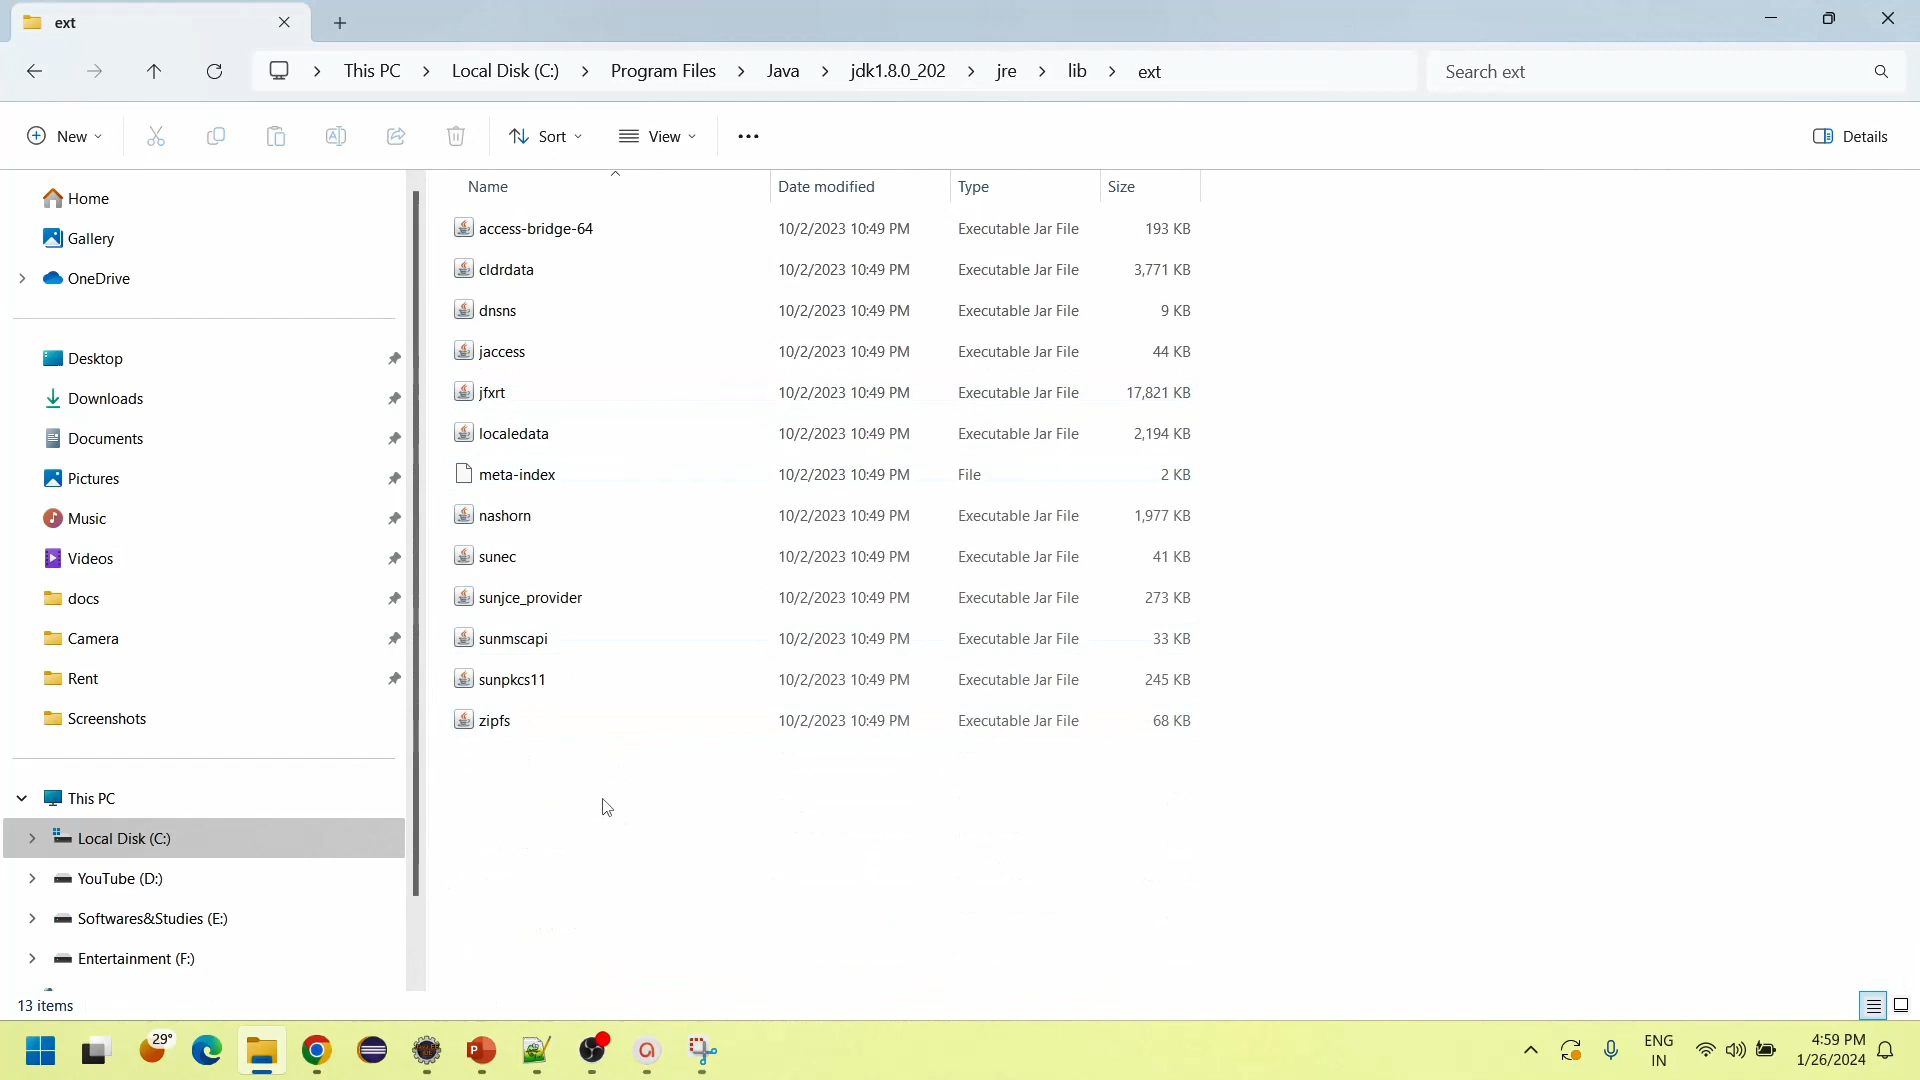 ext
This PC > Local Disk (C:) > Program Files > Java > jdk1.8.0_202 > jre > lib > ext
Search ext
New
Sort
View
Details
Home
Gallery
OneDrive
Desktop
Downloads
Documents
Pictures
Music
Videos
docs
Camera
Rent
Screenshots
This PC
Local Disk (C:)
YouTube (D:)
Softwares&Studies (E:)
Entertainment (F:)
Name Date modified Type Size
access-bridge-64 10/2/2023 10:49 PM Executable Jar File 193 KB
cldrdata 10/2/2023 10:49 PM Executable Jar File 3,771 KB
dnsns 10/2/2023 10:49 PM Executable Jar File 9 KB
jaccess 10/2/2023 10:49 PM Executable Jar File 44 KB
jfxrt 10/2/2023 10:49 PM Executable Jar File 17,821 KB
localedata 10/2/2023 10:49 PM Executable Jar File 2,194 KB
meta-index 10/2/2023 10:49 PM File 2 KB
nashorn 10/2/2023 10:49 PM Executable Jar File 1,977 KB
sunec 10/2/2023 10:49 PM Executable Jar File 41 KB
sunjce_provider 10/2/2023 10:49 PM Executable Jar File 273 KB
sunmscapi 10/2/2023 10:49 PM Executable Jar File 33 KB
sunpkcs11 10/2/2023 10:49 PM Executable Jar File 245 KB
zipfs 10/2/2023 10:49 PM Executable Jar File 68 KB
13 items
29°
ENG
IN
4:59 PM
1/26/2024